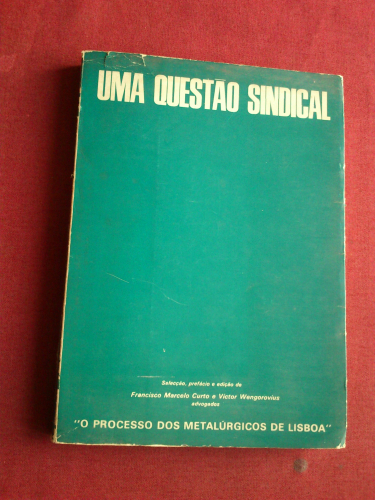 UMA QUESTÃO SINDICAL
Selecção, prefácio e edição de
Francisco Marcelo Curto e Victor Wengorovius
advogados
"O PROCESSO DOS METALÚRGICOS DE LISBOA"